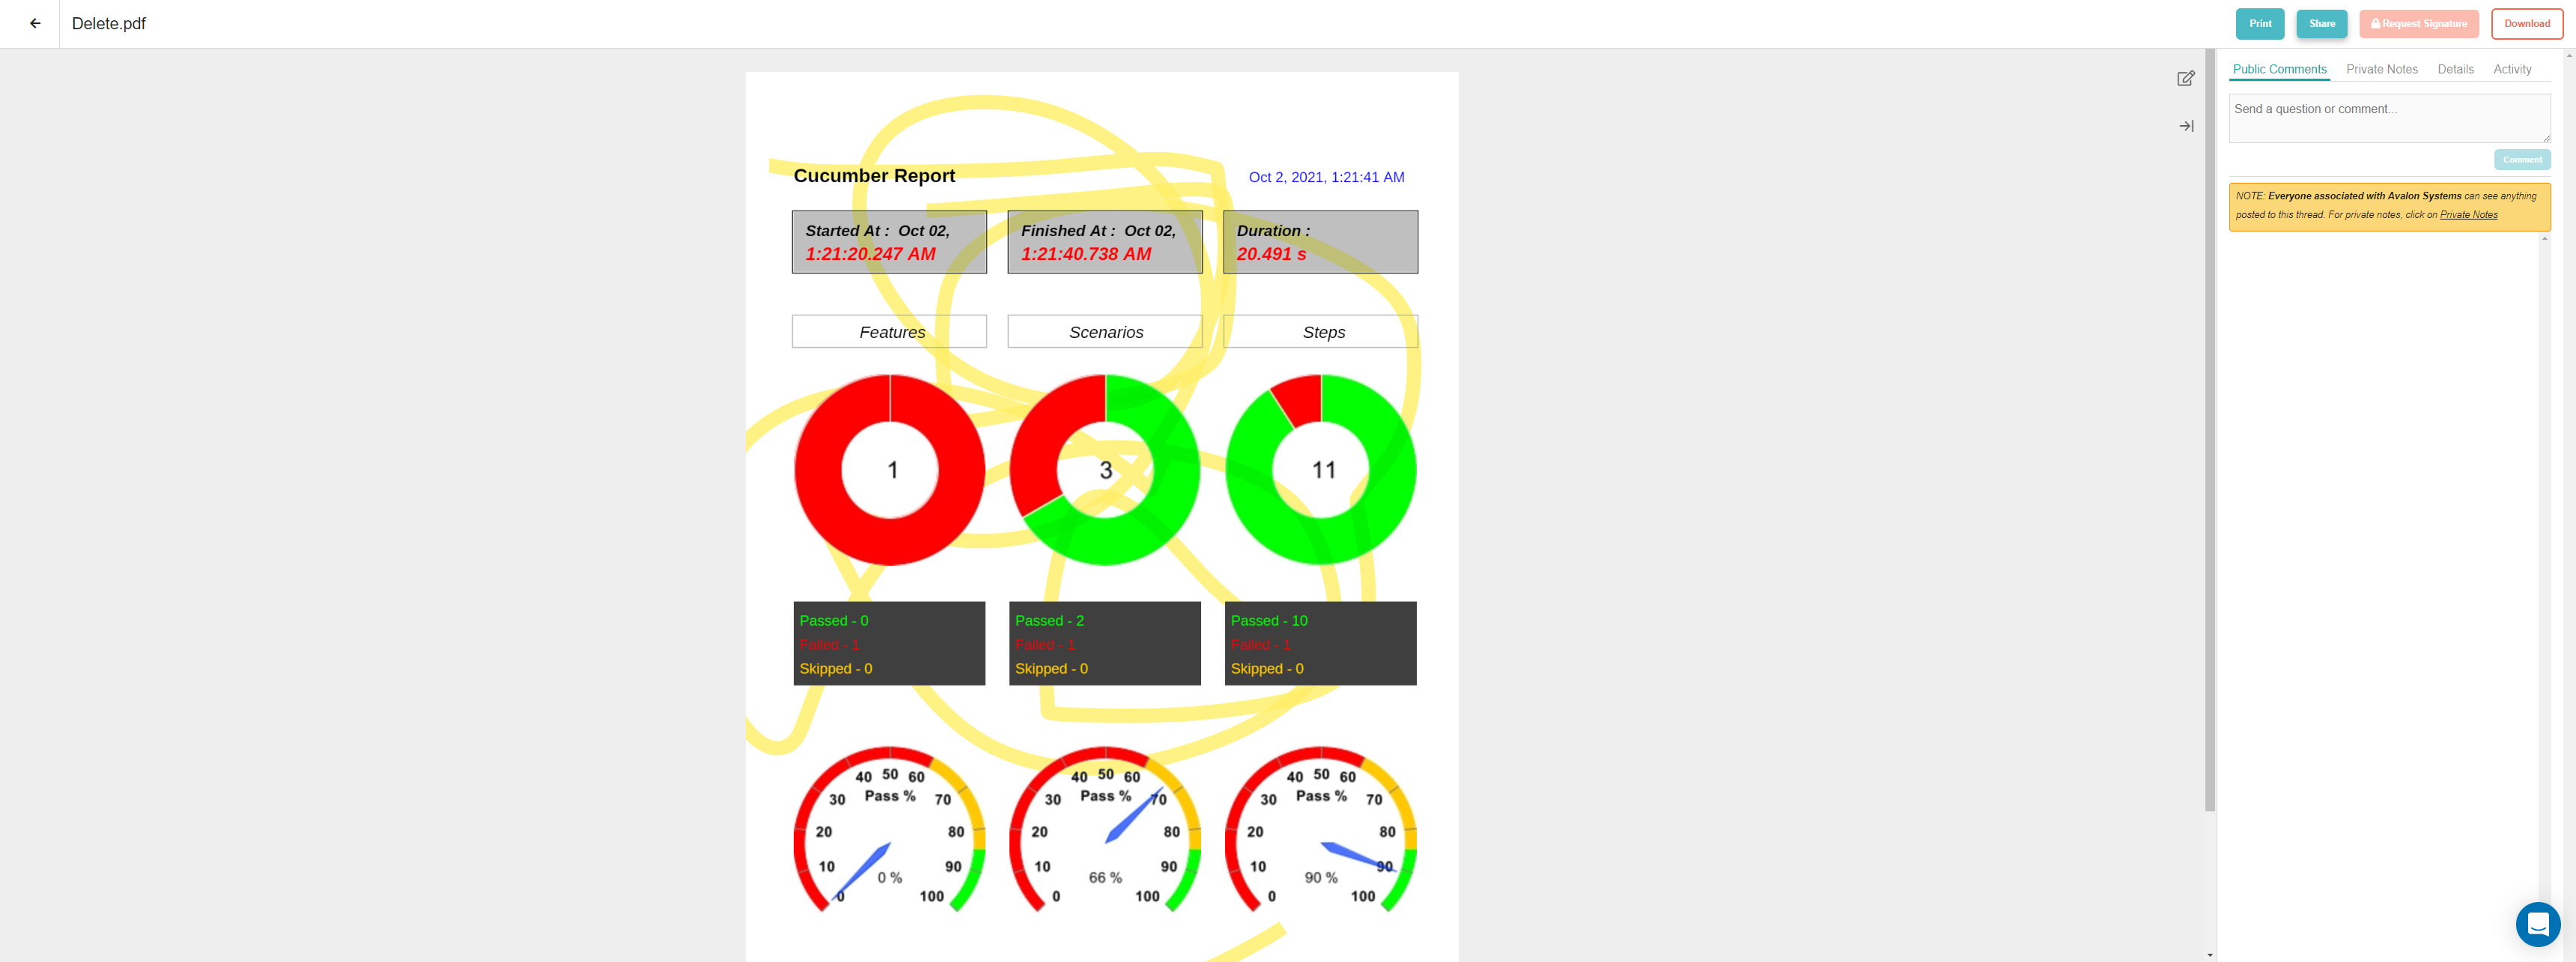 Delete.pdf
Print
Share
Request Signature
Download
Public Comments
Private Notes
Details
Activity
Send a question or comment...
Comment
NOTE: Everyone associated with Avalon Systems can see anything
posted to this thread. For private notes, click on Private Notes
Cucumber Report
Oct 2, 2021, 1:21:41 AM
Started At : Oct 02,
1:21:20.247 AM
Finished At : Oct 02,
1:21:40.738 AM
Duration :
20.491 s
Features
Scenarios
Steps
1
3
11
Passed - 0
Failed - 1
Skipped - 0
Passed - 2
Failed - 1
Skipped - 0
Passed - 10
Failed - 1
Skipped - 0
40 50 60
30 Pass % 70
20 80
10 90
0 % 
0 100
40 50 60
30 Pass % 70
20 80
10 90
66 %
0 100
40 50 60
30 Pass % 70
20 80
10 90
90 %
0 100